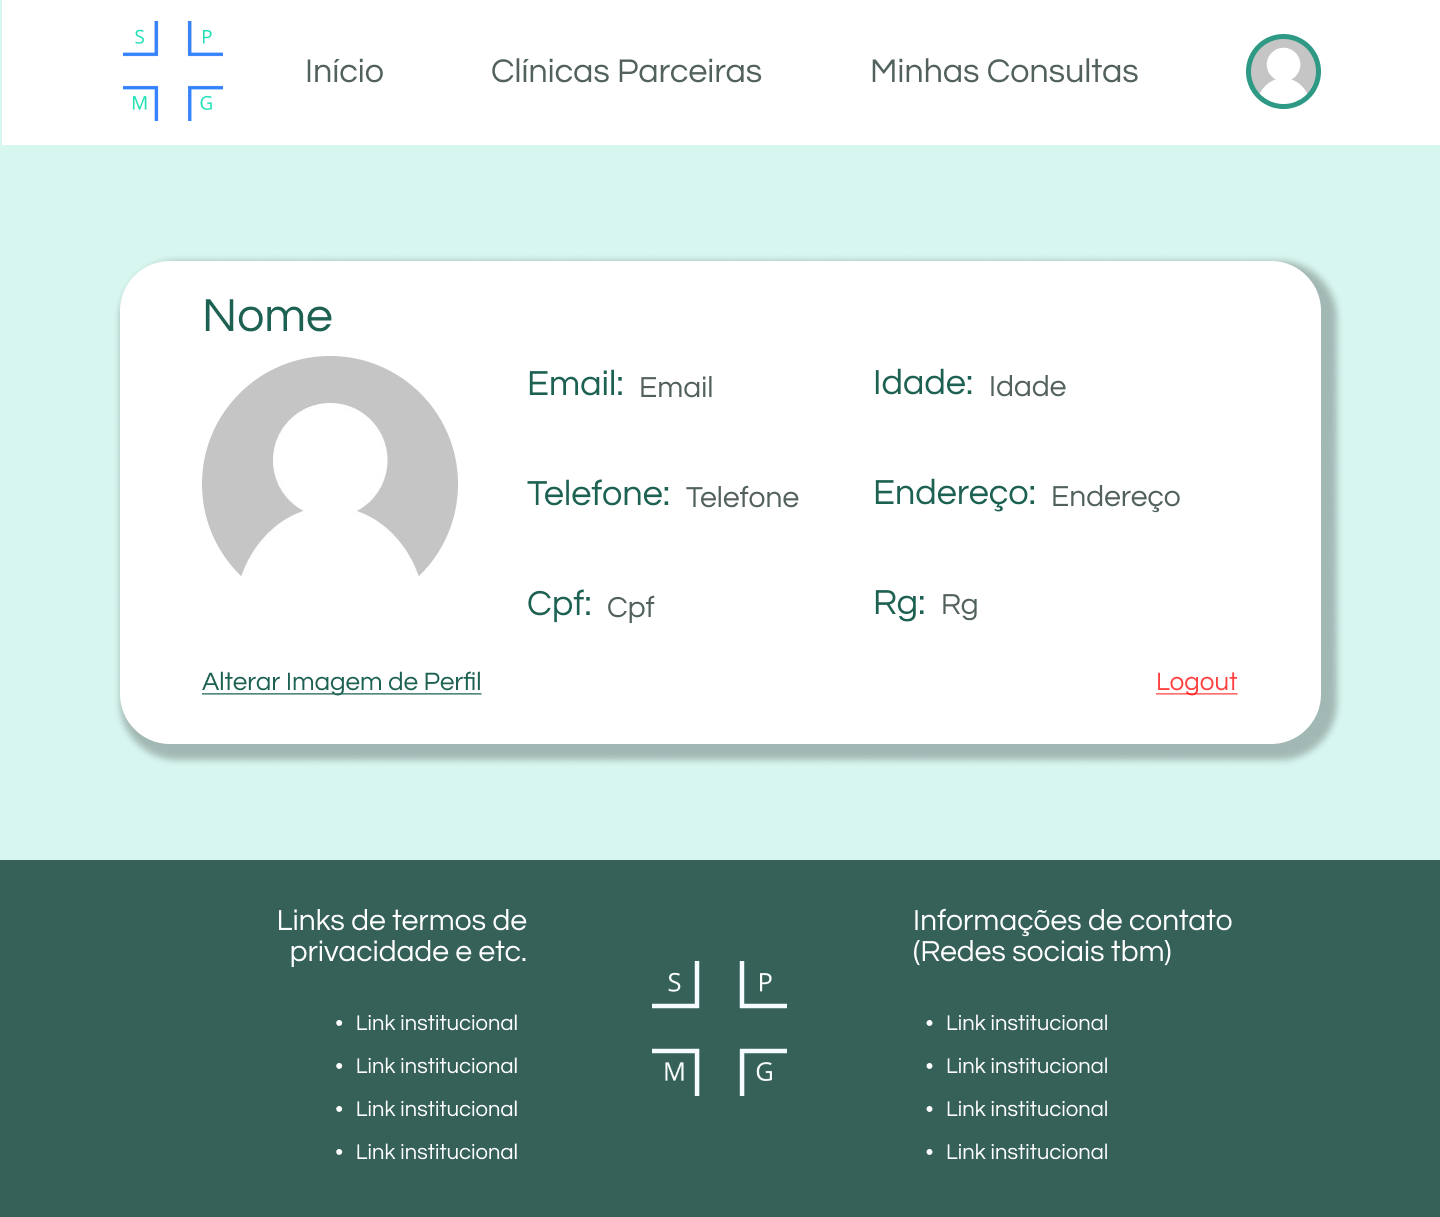 S P
M G
Início
Clínicas Parceiras
Minhas Consultas
Nome
Email: Email
Idade: Idade
Telefone: Telefone
Endereço: Endereço
Cpf: Cpf
Rg: Rg
Alterar Imagem de Perfil
Logout
Links de termos de
privacidade e etc.
• Link institucional
• Link institucional
• Link institucional
• Link institucional
S P
M G
Informações de contato
(Redes sociais tbm)
• Link institucional
• Link institucional
• Link institucional
• Link institucional